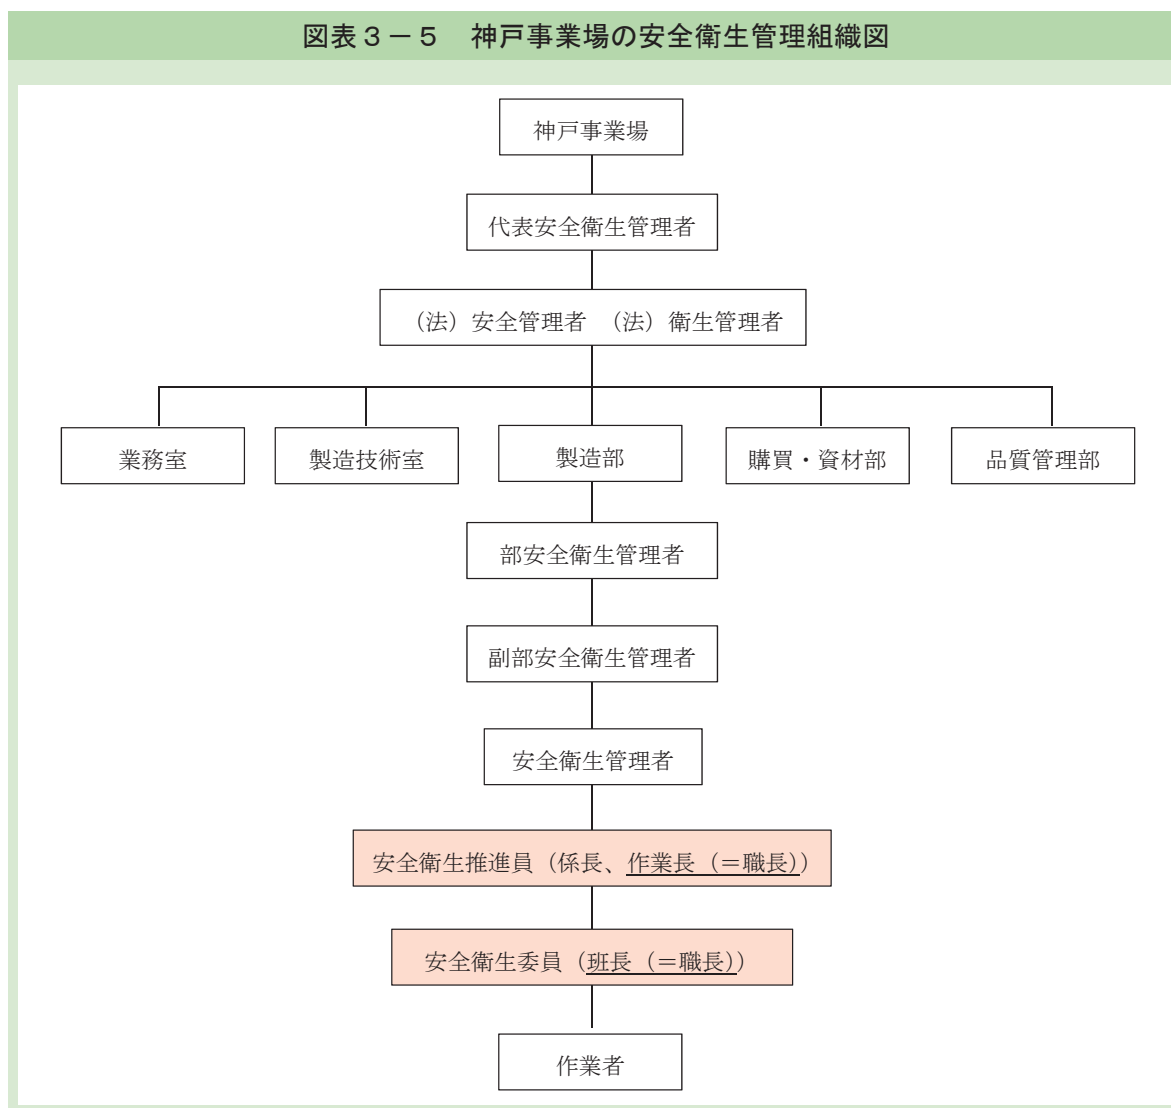 図表3－5　神戸事業場の安全衛生管理組織図
神戸事業場
代表安全衛生管理者
（法）安全管理者　（法）衛生管理者
業務室
製造技術室
製造部
購買・資材部
品質管理部
部安全衛生管理者
副部安全衛生管理者
安全衛生管理者
安全衛生推進員（係長、作業長（＝職長））
安全衛生委員（班長（＝職長））
作業者